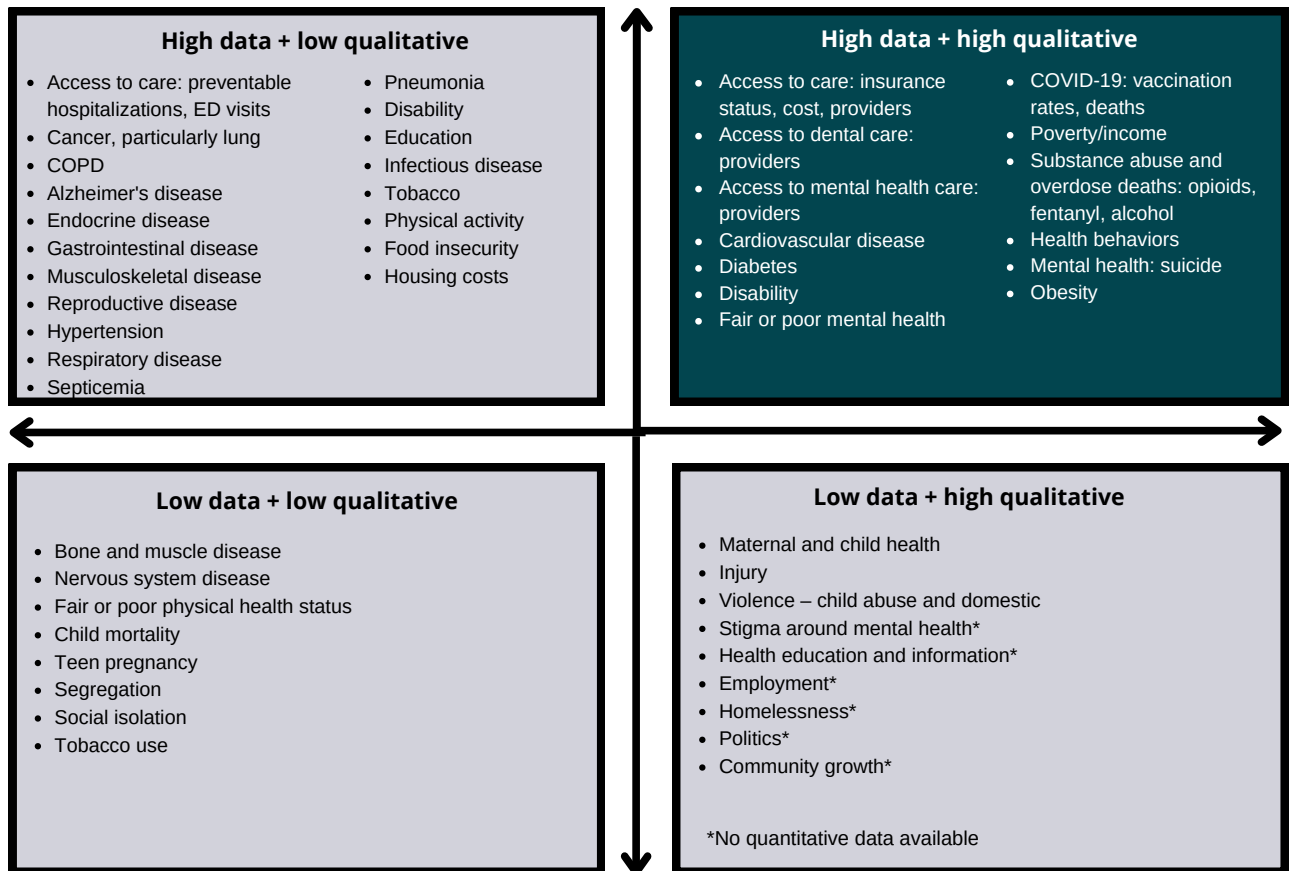 High data + low qualitative
• Access to care: preventable
hospitalizations, ED visits
• Cancer, particularly lung
• COPD
• Alzheimer's disease
• Endocrine disease
• Gastrointestinal disease
• Musculoskeletal disease
• Reproductive disease
• Hypertension
• Respiratory disease
• Septicemia
• Pneumonia
• Disability
• Education
• Infectious disease
• Tobacco
• Physical activity
• Food insecurity
• Housing costs
High data + high qualitative
• Access to care: insurance
status, cost, providers
• Access to dental care:
providers
• Access to mental health care:
providers
• Cardiovascular disease
• Diabetes
• Disability
• Fair or poor mental health
• COVID-19: vaccination
rates, deaths
• Poverty/income
• Substance abuse and
overdose deaths: opioids,
fentanyl, alcohol
• Health behaviors
• Mental health: suicide
• Obesity
Low data + low qualitative
• Bone and muscle disease
• Nervous system disease
• Fair or poor physical health status
• Child mortality
• Teen pregnancy
• Segregation
• Social isolation
• Tobacco use
Low data + high qualitative
• Maternal and child health
• Injury
• Violence – child abuse and domestic
• Stigma around mental health*
• Health education and information*
• Employment*
• Homelessness*
• Politics*
• Community growth*
*No quantitative data available